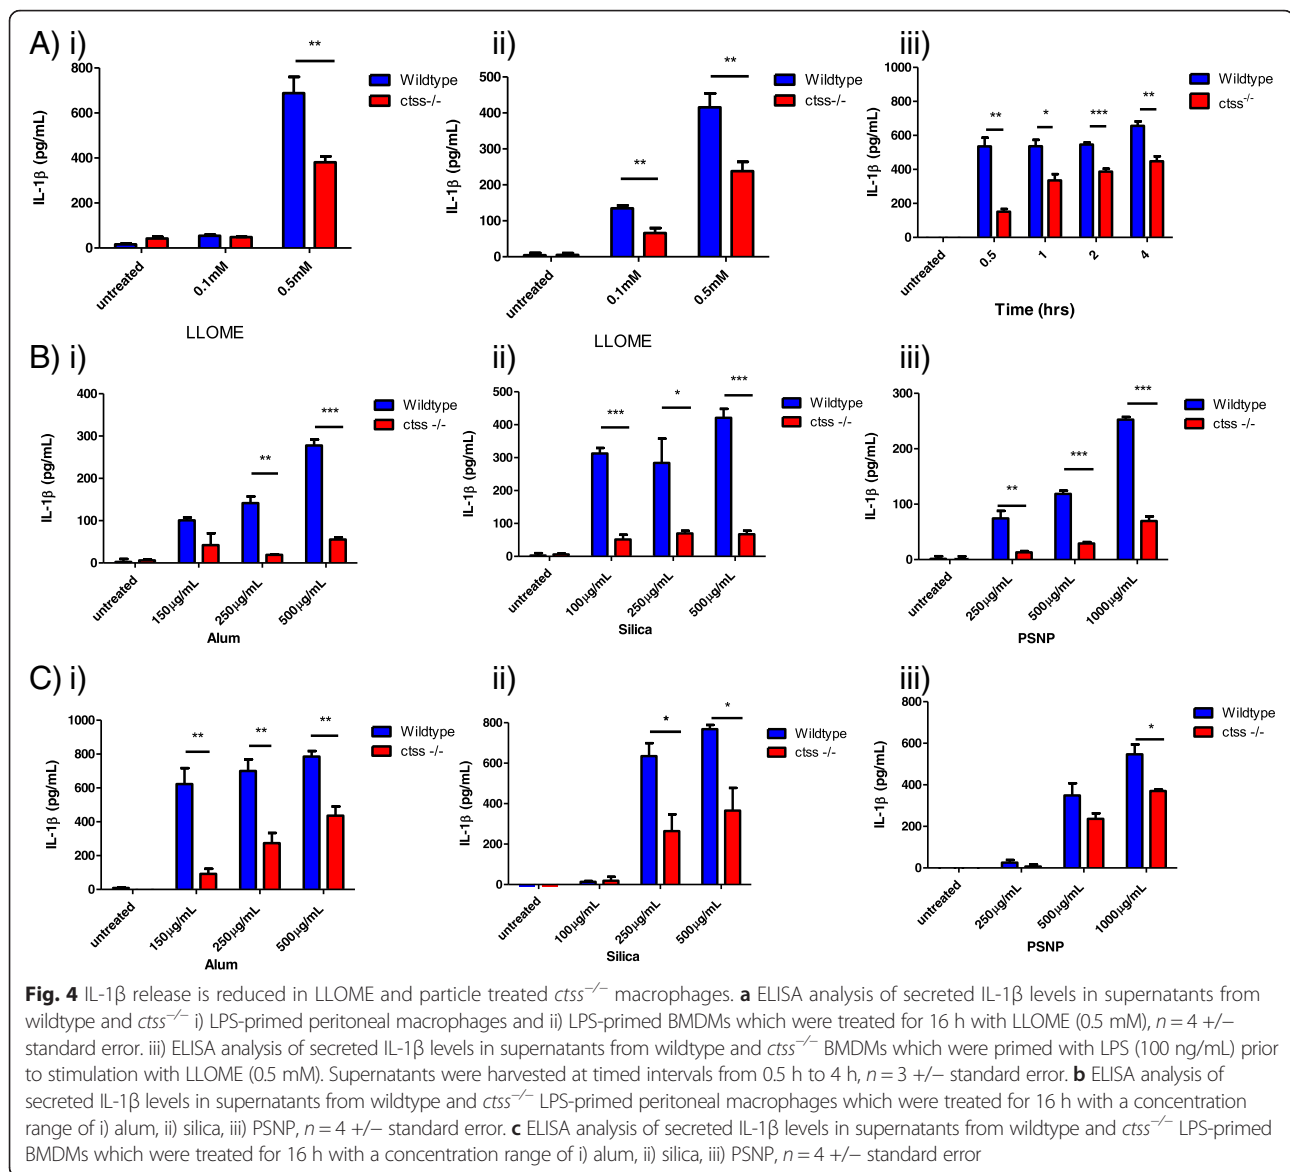 A) i)
ii)
iii)
**
800
600
400
200
0
IL-1β (pg/mL)
Wildtype
ctss-/-
untreated
0.1mM
0.5mM
LLOME
**
**
500
400
300
200
100
0
IL-1β (pg/mL)
Wildtype
ctss-/-
untreated
0.1mM
0.5mM
LLOME
1000
800
600
400
200
0
IL-1β (pg/mL)
**
*
***
**
Wildtype
ctss-/-
untreated
0.5
1
2
4
Time (hrs)
B) i)
ii)
iii)
400
300
200
100
0
IL-1β (pg/mL)
**
***
Wildtype
ctss -/-
untreated
150µg/mL
250µg/mL
500µg/mL
Alum
500
400
300
200
100
0
IL-1β (pg/mL)
***
*
***
Wildtype
ctss -/-
untreated
100µg/mL
250µg/mL
500µg/mL
Silica
300
200
100
0
IL-1β (pg/mL)
**
***
***
Wildtype
ctss -/-
untreated
250µg/mL
500µg/mL
1000µg/mL
PSNP
C) i)
ii)
iii)
1000
800
600
400
200
0
IL-1β (pg/mL)
**
**
**
Wildtype
ctss -/-
untreated
150µg/mL
250µg/mL
500µg/mL
Alum
800
600
400
200
0
IL-1β (pg/mL)
*
*
Wildtype
ctss -/-
untreated
100µg/mL
250µg/mL
500µg/mL
Silica
800
600
400
200
0
IL-1β (pg/mL)
*
Wildtype
ctss -/-
untreated
250µg/mL
500µg/mL
1000µg/mL
PSNP
Fig. 4 IL-1β release is reduced in LLOME and particle treated ctss−/− macrophages. a ELISA analysis of secreted IL-1β levels in supernatants from
wildtype and ctss−/− i) LPS-primed peritoneal macrophages and ii) LPS-primed BMDMs which were treated for 16 h with LLOME (0.5 mM), n = 4 +/−
standard error. iii) ELISA analysis of secreted IL-1β levels in supernatants from wildtype and ctss−/− BMDMs which were primed with LPS (100 ng/mL) prior
to stimulation with LLOME (0.5 mM). Supernatants were harvested at timed intervals from 0.5 h to 4 h, n = 3 +/− standard error. b ELISA analysis of
secreted IL-1β levels in supernatants from wildtype and ctss−/− LPS-primed peritoneal macrophages which were treated for 16 h with a concentration
range of i) alum, ii) silica, iii) PSNP, n = 4 +/− standard error. c ELISA analysis of secreted IL-1β levels in supernatants from wildtype and ctss−/− LPS-primed
BMDMs which were treated for 16 h with a concentration range of i) alum, ii) silica, iii) PSNP, n = 4 +/− standard error